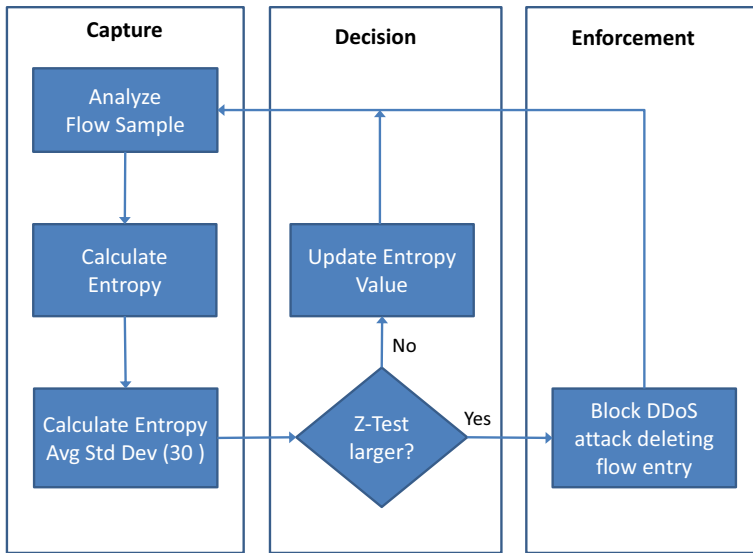 Capture
Analyze
Flow Sample
Calculate
Entropy
Calculate Entropy
Avg Std Dev (30 )
Decision
Update Entropy
Value
No
Z-Test
larger?
Yes
Enforcement
Block DDoS
attack deleting
flow entry